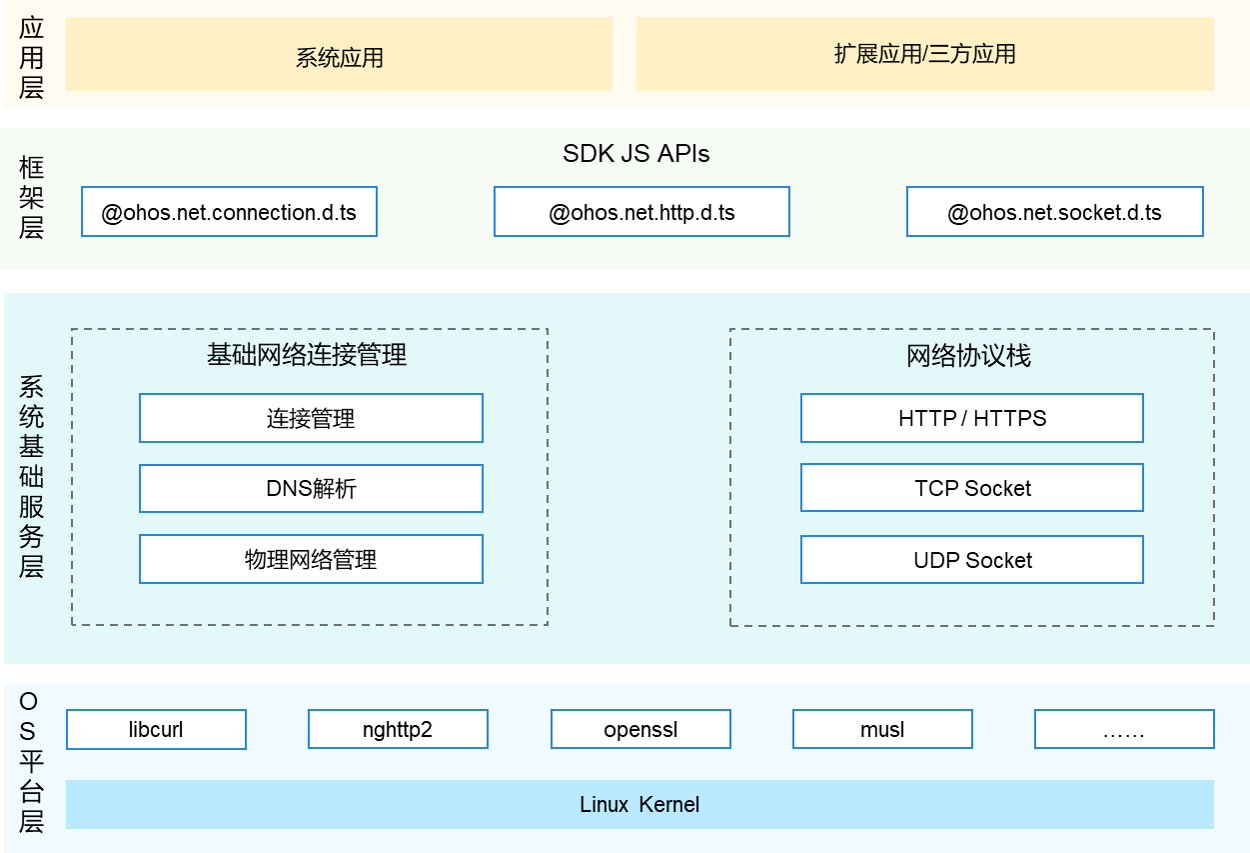 应用层
系统应用
扩展应用/三方应用
框架层
SDK JS APIs
@ohos.net.connection.d.ts
@ohos.net.http.d.ts
@ohos.net.socket.d.ts
系统基础服务层
基础网络连接管理
连接管理
DNS解析
物理网络管理
网络协议栈
HTTP / HTTPS
TCP Socket
UDP Socket
OS平台层
libcurl
nghttp2
openssl
musl
……
Linux Kernel